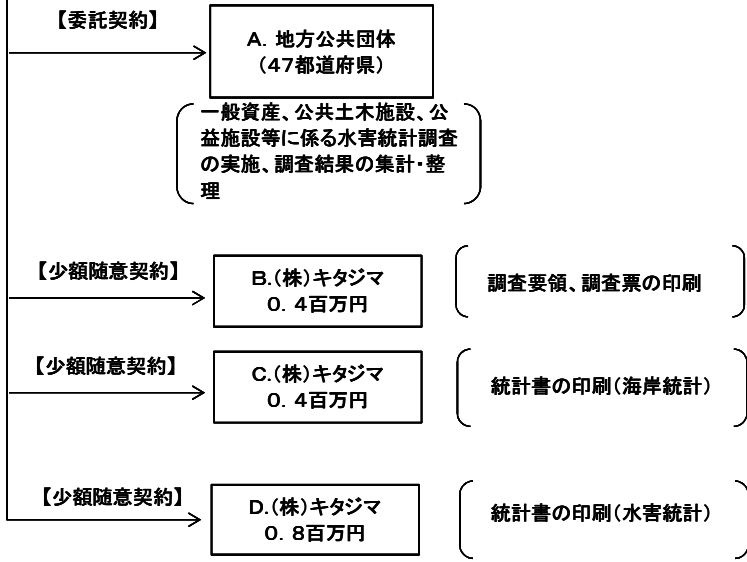 【委託契約】
A．地方公共団体
（47都道府県）
一般資産、公共土木施設、公
益施設等に係る水害統計調査
の実施、調査結果の集計・整
理
【少額随意契約】
B．（株）キタジマ
０．４百万円
調査要領、調査票の印刷
【少額随意契約】
C．（株）キタジマ
０．４百万円
統計書の印刷（海岸統計）
【少額随意契約】
D．（株）キタジマ
０．８百万円
統計書の印刷（水害統計）